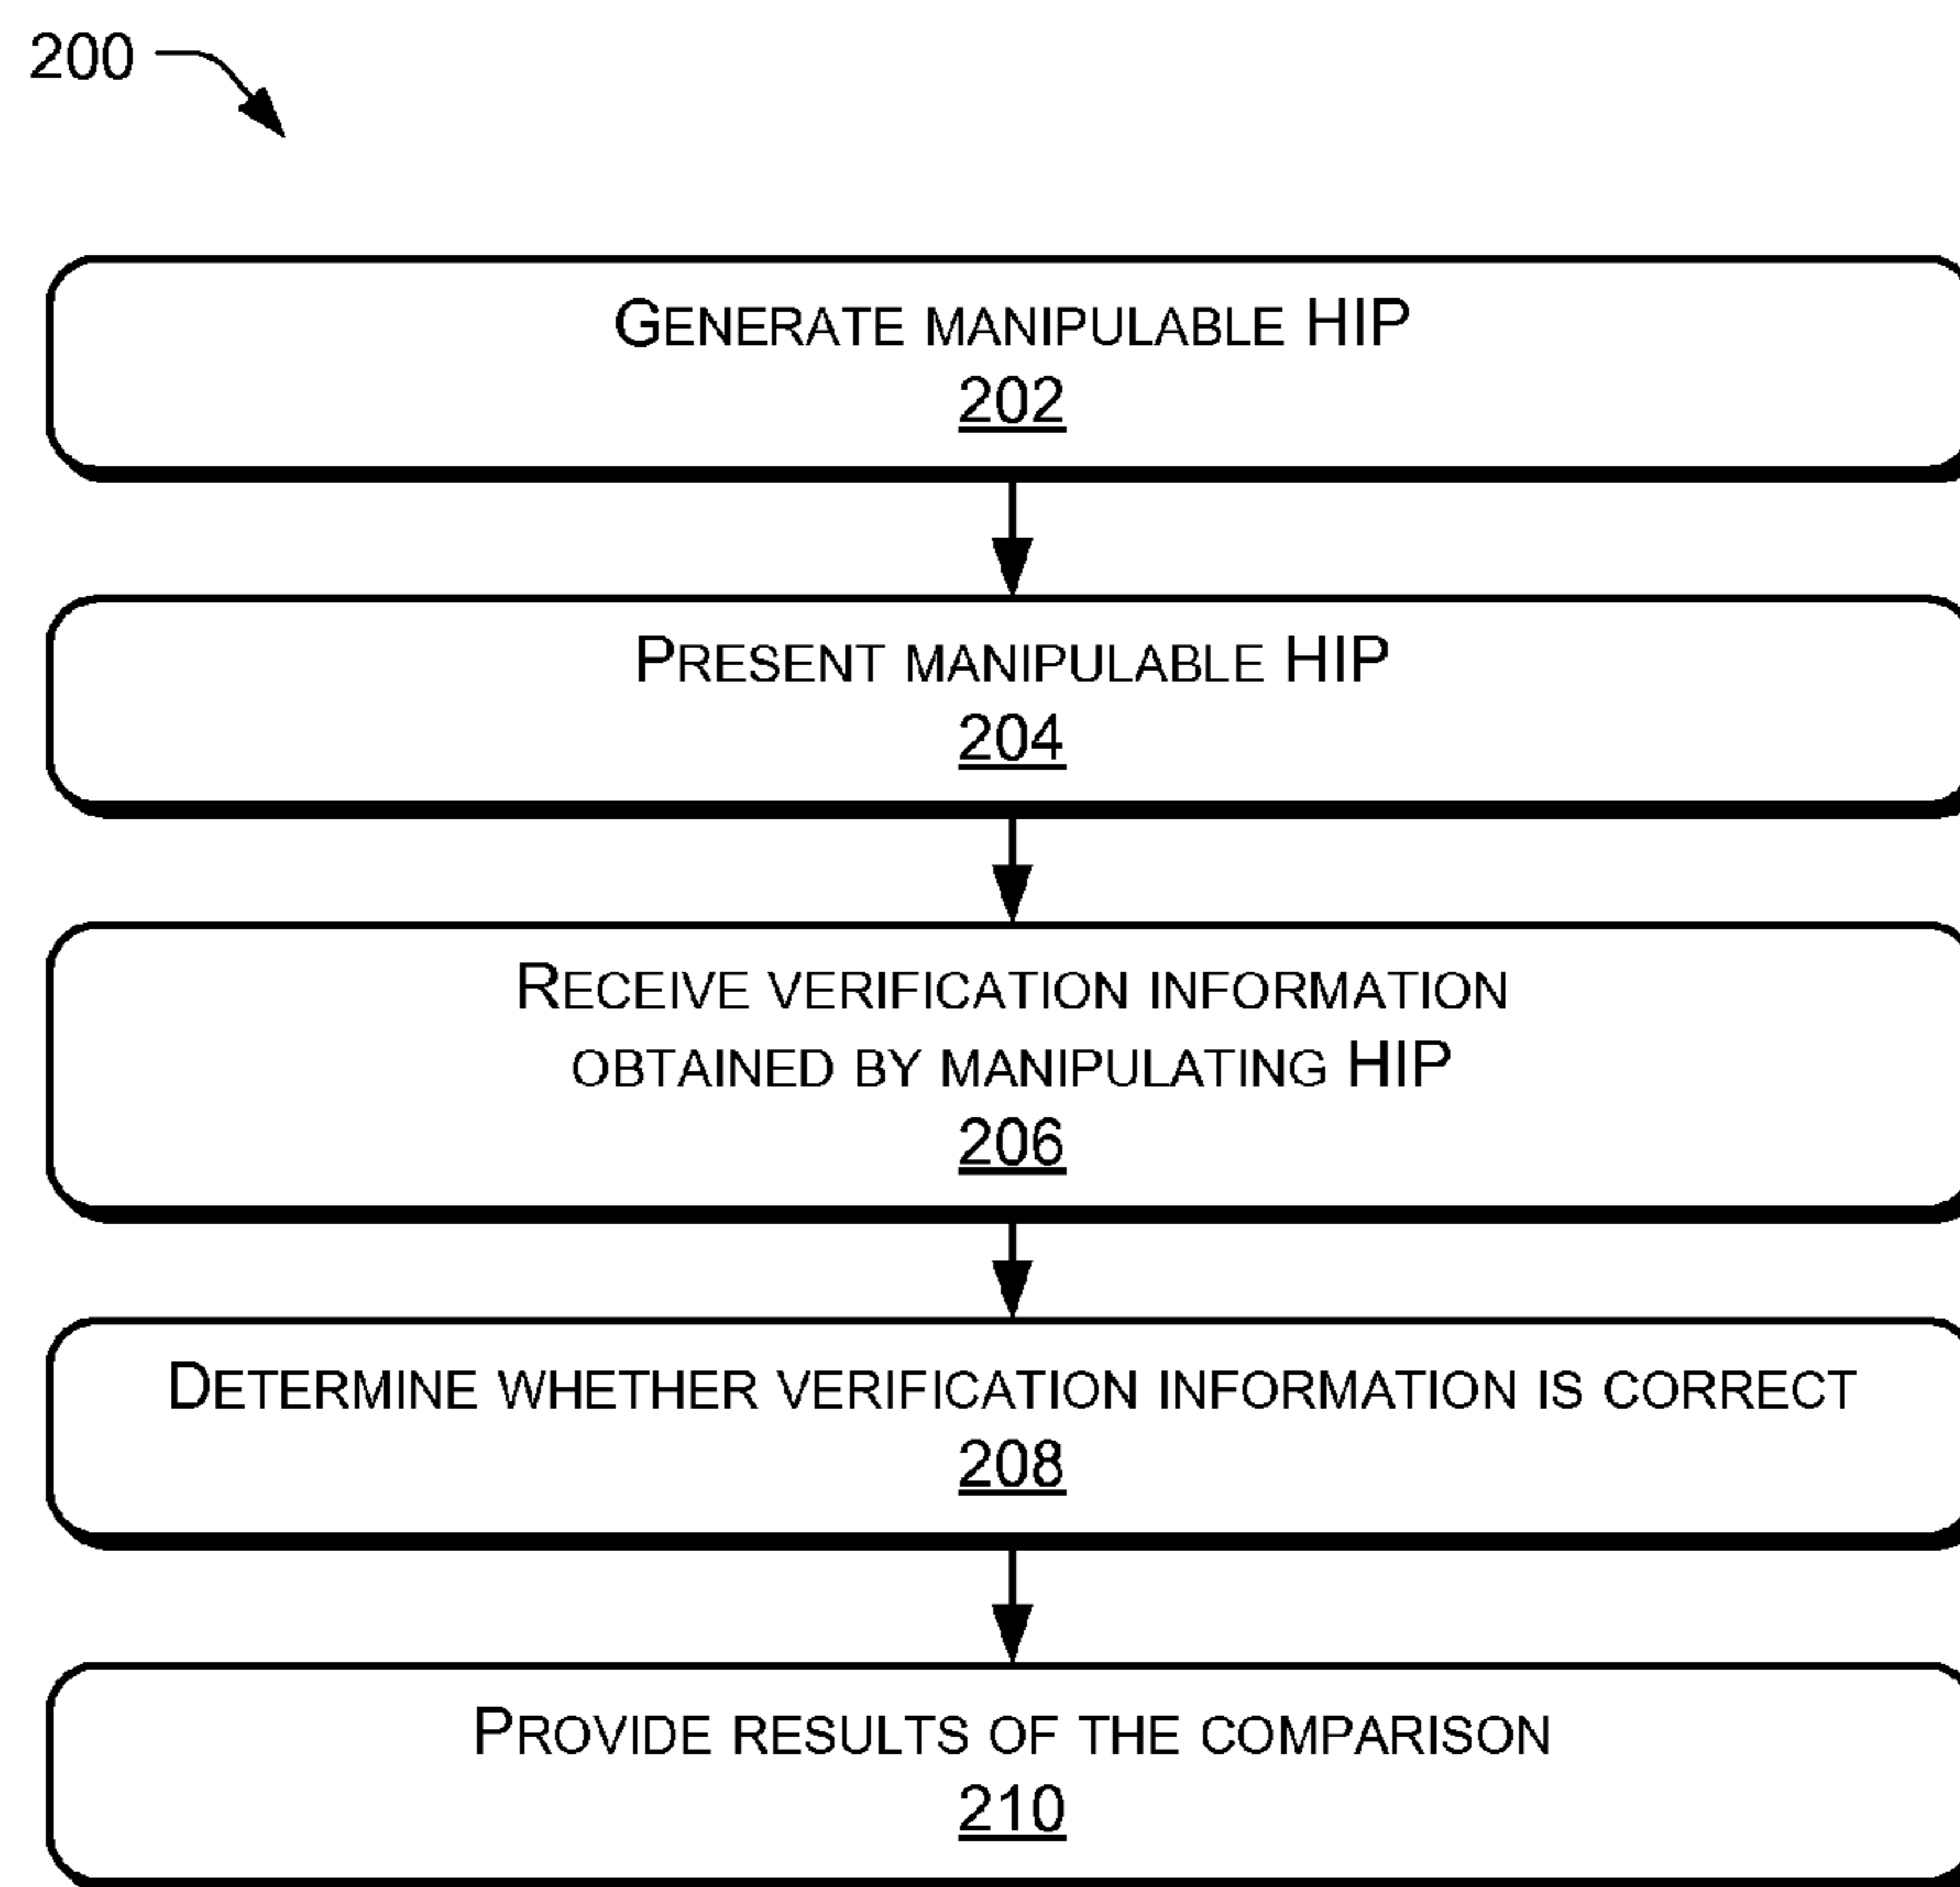 200
GENERATE MANIPULABLE HIP
202
PRESENT MANIPULABLE HIP
204
RECEIVE VERIFICATION INFORMATION
OBTAINED BY MANIPULATING HIP
206
DETERMINE WHETHER VERIFICATION INFORMATION IS CORRECT
208
PROVIDE RESULTS OF THE COMPARISON
210